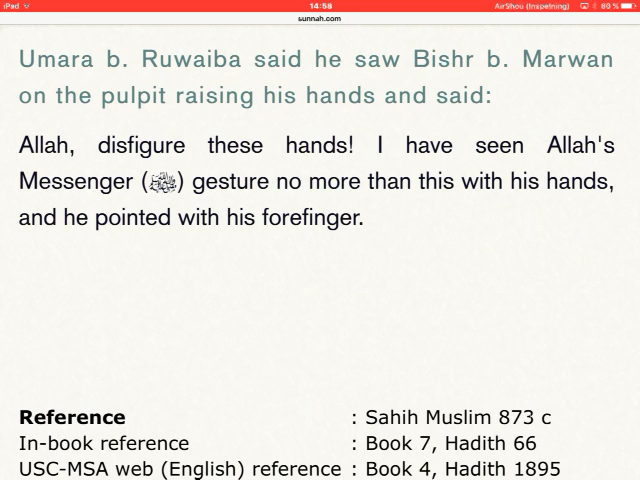 iPad
14:58
AirShou (Inspelning)
80 %
sunnah.com
Umara b. Ruwaiba said he saw Bishr b. Marwan
on the pulpit raising his hands and said:
Allah, disfigure these hands! I have seen Allah's
Messenger (ﷺ) gesture no more than this with his hands,
and he pointed with his forefinger.
Reference : Sahih Muslim 873 c
In-book reference : Book 7, Hadith 66
USC-MSA web (English) reference : Book 4, Hadith 1895